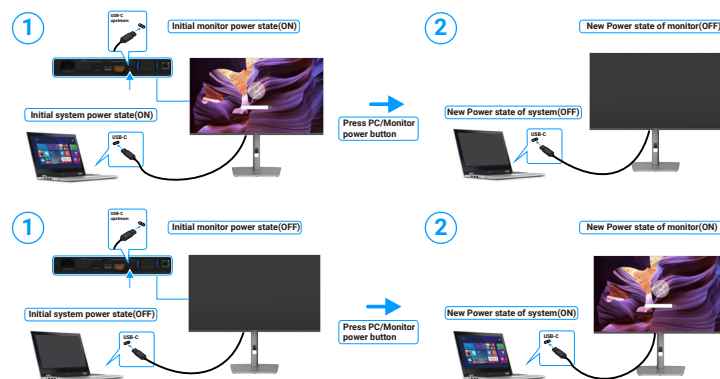 1
USB-C
upstream
Initial monitor power state(ON)
Initial system power state(ON)
USB-C
Press PC/Monitor
power button
2
New Power state of monitor(OFF)
New Power state of system(OFF)
USB-C
1
USB-C
upstream
Initial monitor power state(OFF)
Initial system power state(OFF)
USB-C
Press PC/Monitor
power button
2
New Power state of monitor(ON)
New Power state of system(ON)
USB-C